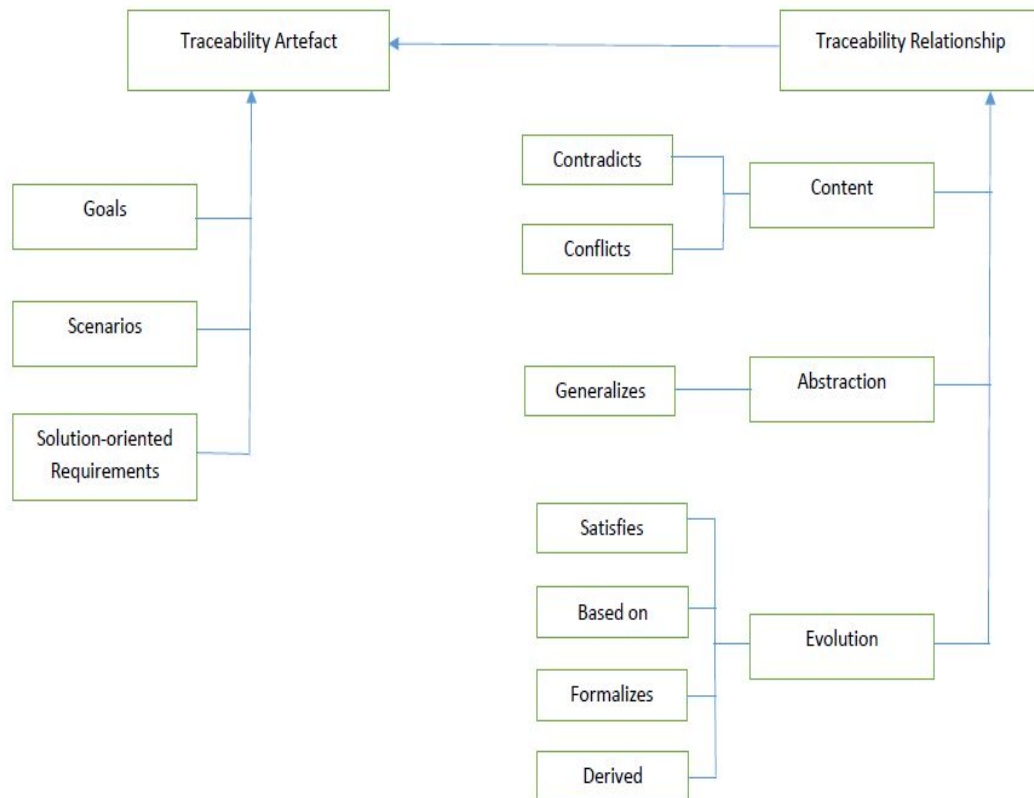 Traceability Artefact
Traceability Relationship
Contradicts
Content
Goals
Conflicts
Scenarios
Generalizes
Abstraction
Solution-oriented
Requirements
Satisfies
Based on
Evolution
Formalizes
Derived